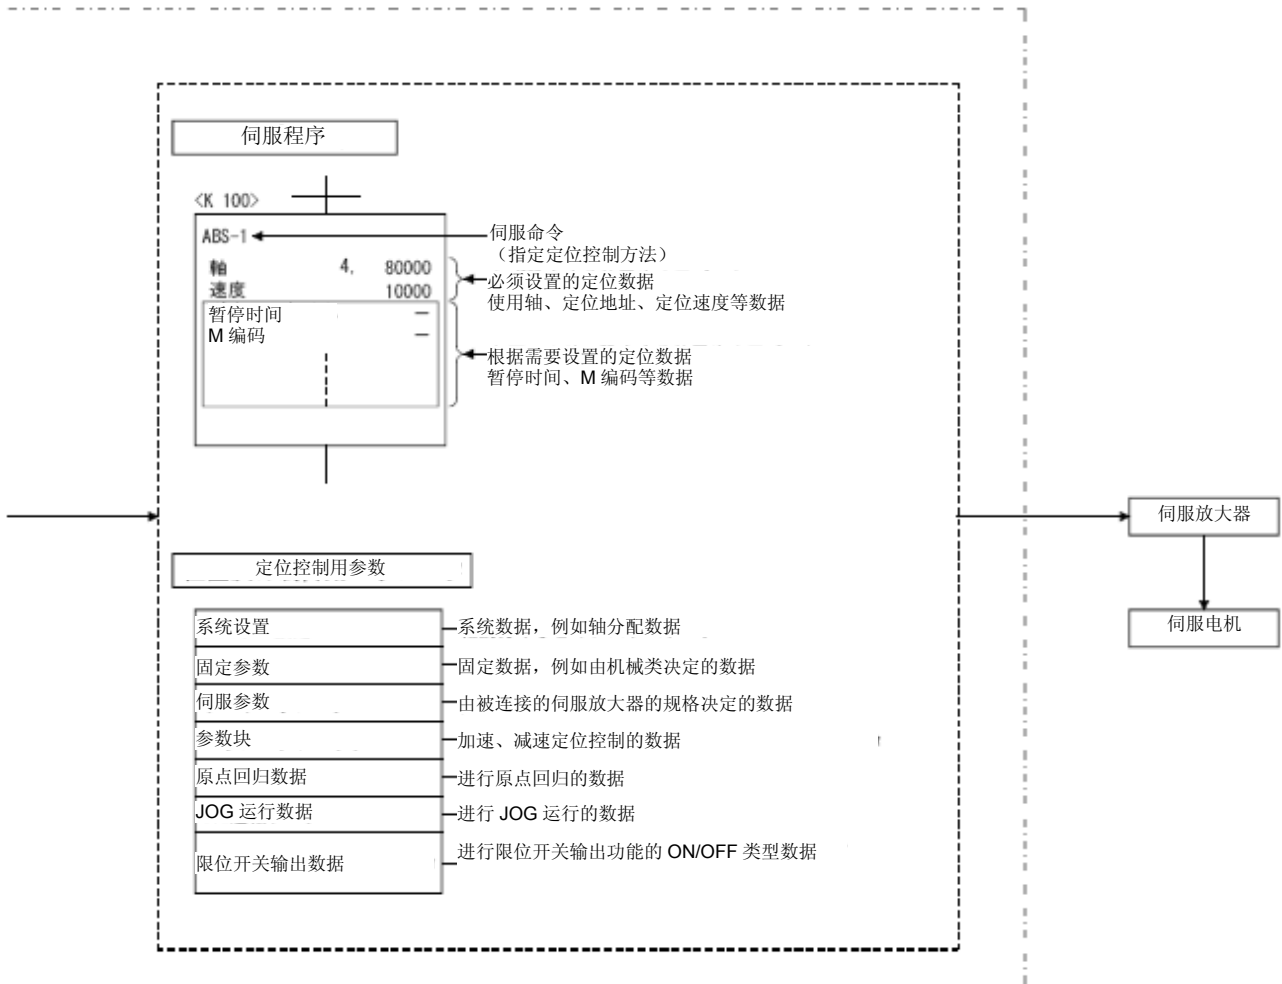 伺服程序
<K 100>
ABS-1
伺服命令
（指定定位控制方法）
軸 4, 80000
速度 10000
必须设置的定位数据
使用轴、定位地址、定位速度等数据
暂停时间 —
M 编码 —
根据需要设置的定位数据
暂停时间、M 编码等数据
伺服放大器
伺服电机
定位控制用参数
系统设置
系统数据，例如轴分配数据
固定参数
固定数据，例如由机械类决定的数据
伺服参数
由被连接的伺服放大器的规格决定的数据
参数块
加速、减速定位控制的数据
原点回归数据
进行原点回归的数据
JOG 运行数据
进行 JOG 运行的数据
限位开关输出数据
进行限位开关输出功能的 ON/OFF 类型数据